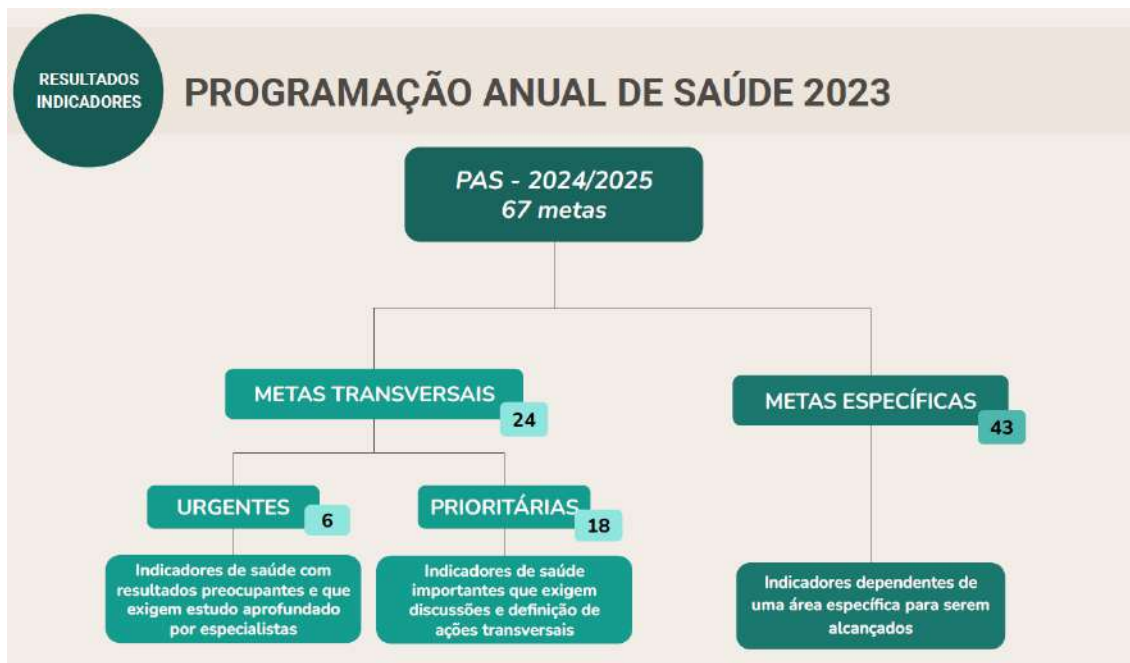 RESULTADOS
INDICADORES
PROGRAMAÇÃO ANUAL DE SAÚDE 2023
PAS - 2024/2025
67 metas
METAS TRANSVERSAIS
24
METAS ESPECÍFICAS
43
URGENTES
6
PRIORITÁRIAS
18
Indicadores de saúde com
resultados preocupantes e que
exigem estudo aprofundado
por especialistas
Indicadores de saúde
importantes que exigem
discussões e definição de
ações transversais
Indicadores dependentes de
uma área específica para serem
alcançados